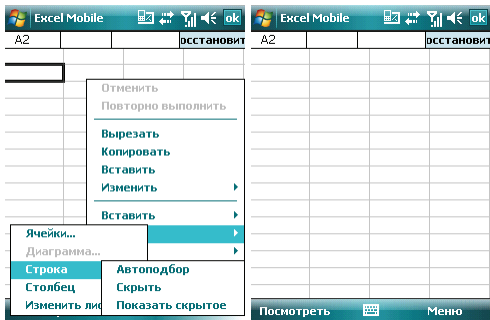 Excel Mobile
ok
A2
осстановит
Отменить
Повторно выполнить
Вырезать
Копировать
Вставить
Изменить
Вставить
Ячейки...
Диаграмма...
Строка
Столбец
Изменить лис
Автоподбор
Скрыть
Показать скрытое
Excel Mobile
ok
A2
осстановит
Посмотреть
Меню